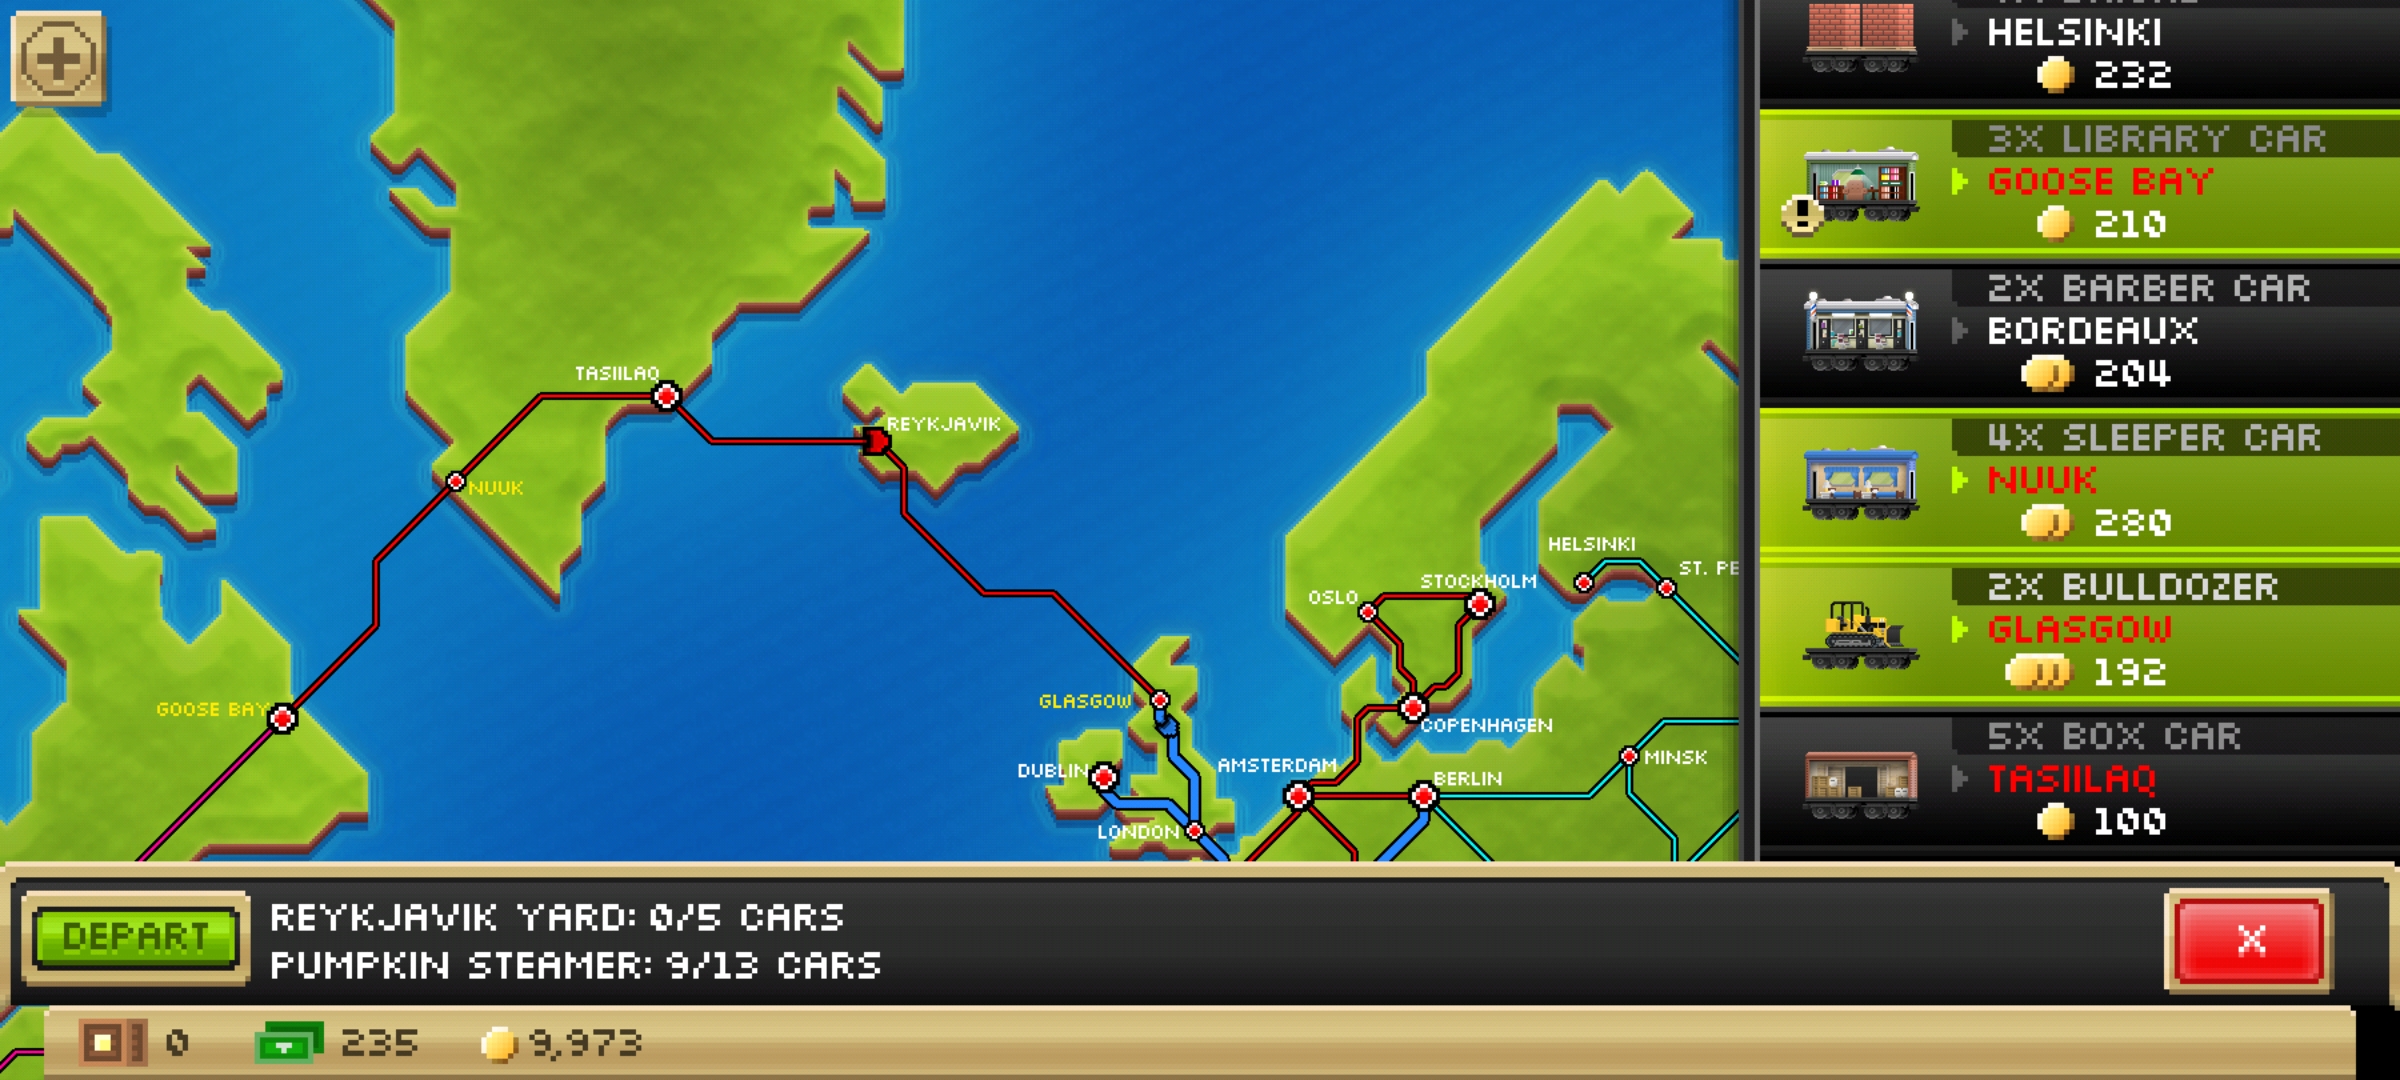 HELSINKI
232
3X LIBRARY CAR
GOOSE BAY
210
2X BARBER CAR
BORDEAUX
204
4X SLEEPER CAR
NUUK
280
2X BULLDOZER
GLASGOW
192
5X BOX CAR
TASIILAQ
100
TASIILAQ
REYKJAVIK
NUUK
HELSINKI
ST. PE
STOCKHOLM
OSLO
GOOSE BAY
GLASGOW
COPENHAGEN
DUBLIN
AMSTERDAM
BERLIN
MINSK
LONDON
DEPART
REYKJAVIK YARD: 0/5 CARS
PUMPKIN STEAMER: 9/13 CARS
X
0
235
9,973